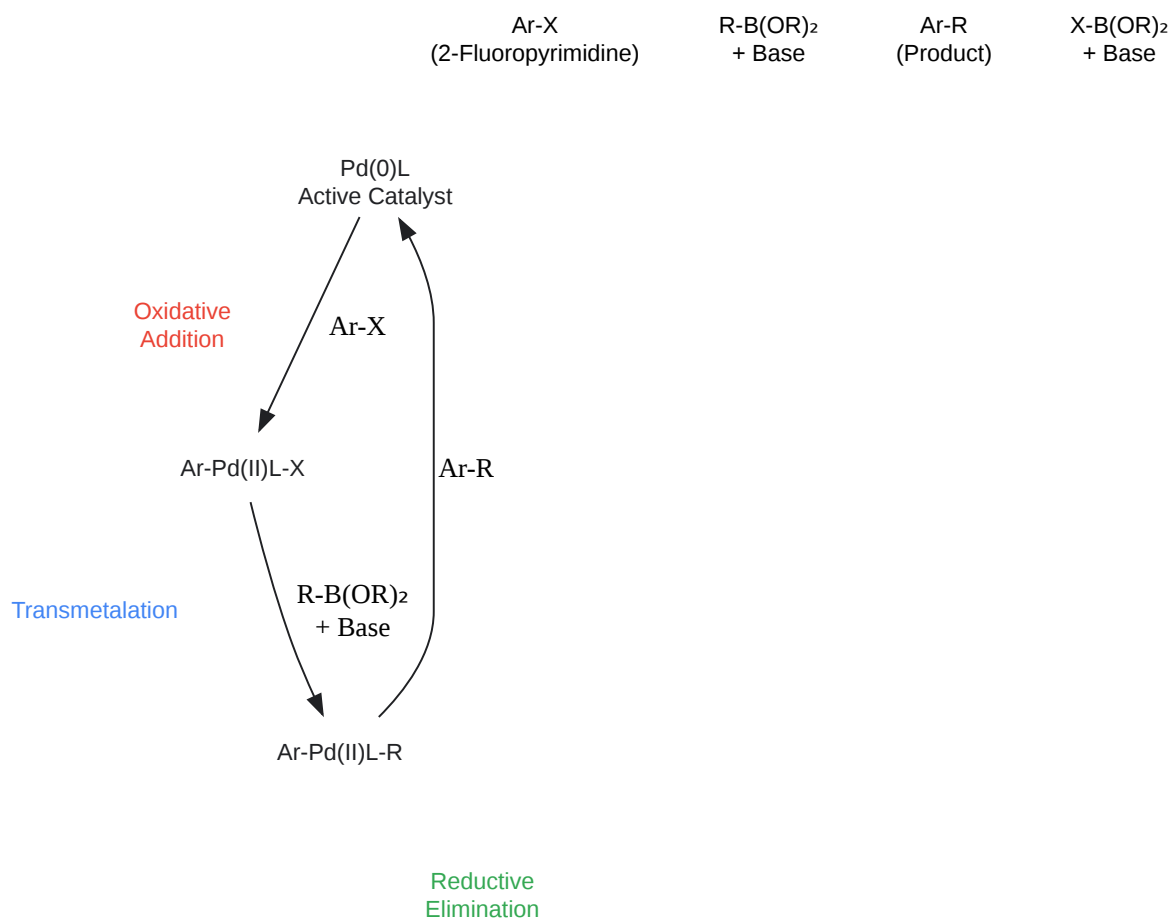 Ar-X
(2-Fluoropyrimidine)
R-B(OR)₂
+ Base
Ar-R
(Product)
X-B(OR)₂
+ Base
Pd(0)L
Active Catalyst
Oxidative
Addition
Ar-X
Ar-Pd(II)L-X
Ar-R
Transmetalation
R-B(OR)₂
+ Base
Ar-Pd(II)L-R
Reductive
Elimination